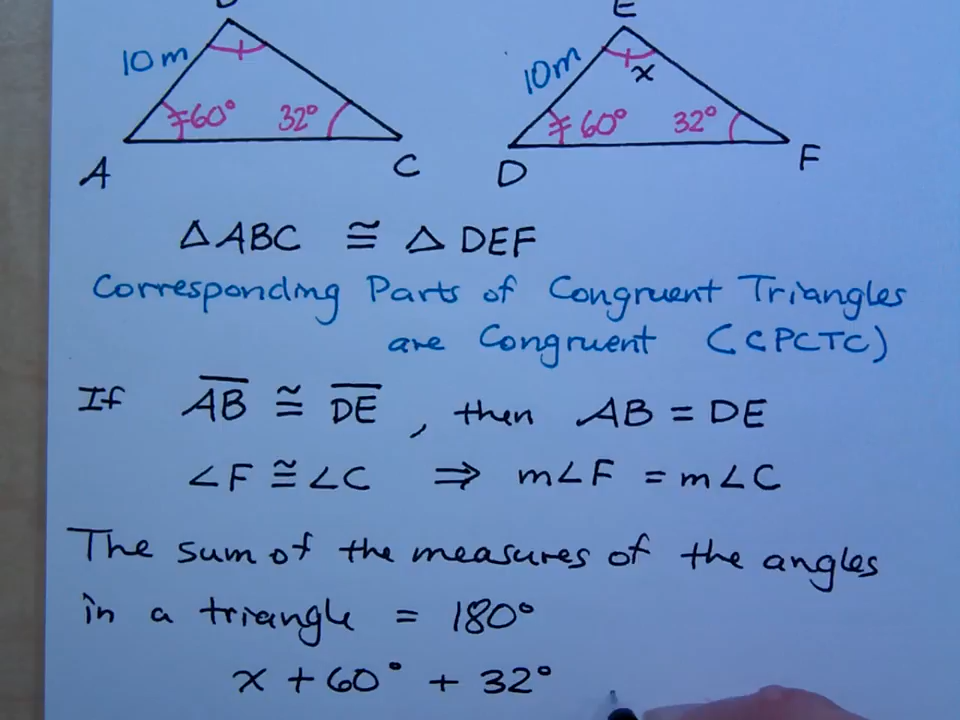 E
10m 10m x
60° 32° 60° 32°
A C D F
△ABC ≅ △DEF
Corresponding Parts of Congruent Triangles
are Congruent (CPCTC)
If AB ≅ DE, then AB = DE
∠F ≅ ∠C ⇒ m∠F = m∠C
The sum of the measures of the angles
in a triangle = 180°
x + 60° + 32°